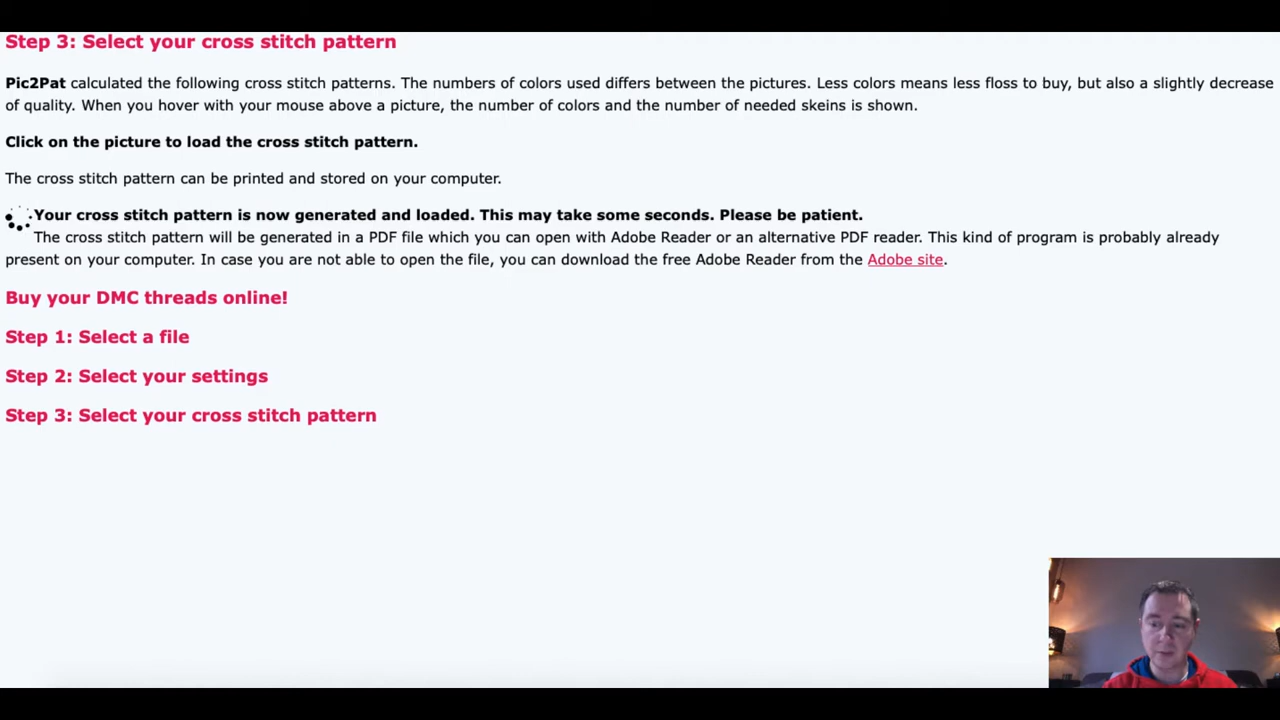 Step 3: Select your cross stitch pattern
Pic2Pat calculated the following cross stitch patterns. The numbers of colors used differs between the pictures. Less colors means less floss to buy, but also a slightly decrease
of quality. When you hover with your mouse above a picture, the number of colors and the number of needed skeins is shown.
Click on the picture to load the cross stitch pattern.
The cross stitch pattern can be printed and stored on your computer.
Your cross stitch pattern is now generated and loaded. This may take some seconds. Please be patient.
The cross stitch pattern will be generated in a PDF file which you can open with Adobe Reader or an alternative PDF reader. This kind of program is probably already
present on your computer. In case you are not able to open the file, you can download the free Adobe Reader from the Adobe site.
Buy your DMC threads online!
Step 1: Select a file
Step 2: Select your settings
Step 3: Select your cross stitch pattern